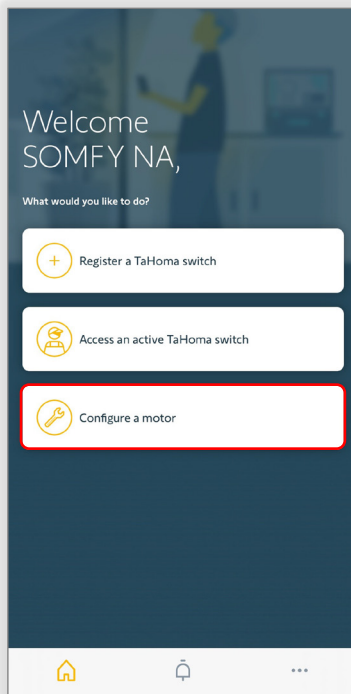 Welcome
SOMFY NA,
What would you like to do?
Register a TaHoma switch
Access an active TaHoma switch
Configure a motor